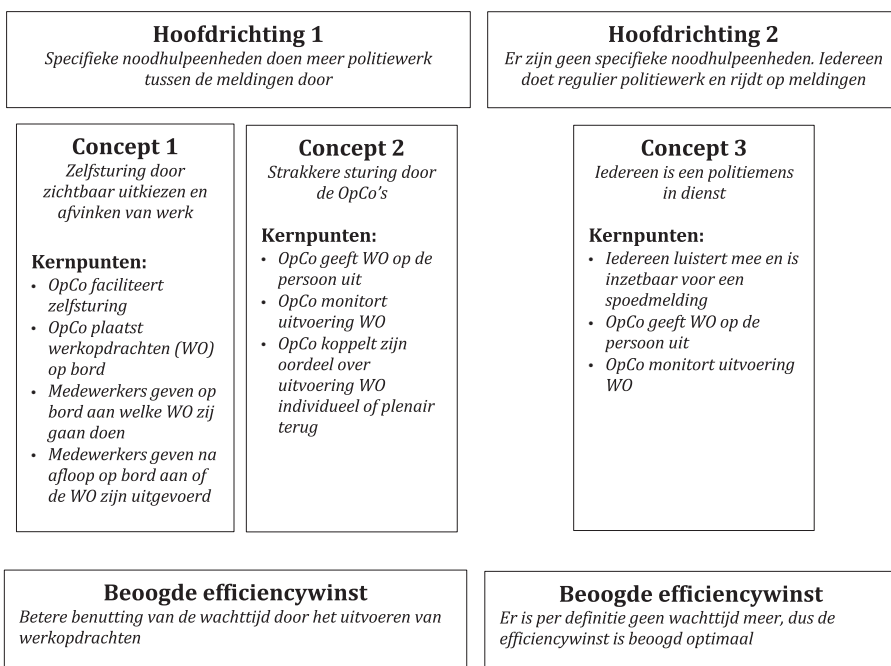 Hoofdrichting 1
Specifieke noodhulpeenheden doen meer politiewerk
tussen de meldingen door
Hoofdrichting 2
Er zijn geen specifieke noodhulpeenheden. Iedereen
doet regulier politiewerk en rijdt op meldingen
Concept 1
Zelfsturing door
zichtbaar uitkiezen en
afvinken van werk
Kernpunten:
• OpCo faciliteert
zelfsturing
• OpCo plaatst
werkopdrachten (WO)
op bord
• Medewerkers geven op
bord aan welke WO zij
gaan doen
• Medewerkers geven na
afloop op bord aan of
de WO zijn uitgevoerd
Concept 2
Strakkere sturing door
de OpCo's
Kernpunten:
• OpCo geeft WO op de
persoon uit
• OpCo monitort
uitvoering WO
• OpCo koppelt zijn
oordeel over
uitvoering WO
individueel of plenair
terug
Concept 3
Iedereen is een politiemens
in dienst
Kernpunten:
• Iedereen luistert mee en is
inzetbaar voor een
spoedmelding
• OpCo geeft WO op de
persoon uit
• OpCo monitort uitvoering
WO
Beoogde efficiencywinst
Betere benutting van de wachttijd door het uitvoeren van
werkopdrachten
Beoogde efficiencywinst
Er is per definitie geen wachttijd meer, dus de
efficiencywinst is beoogd optimaal